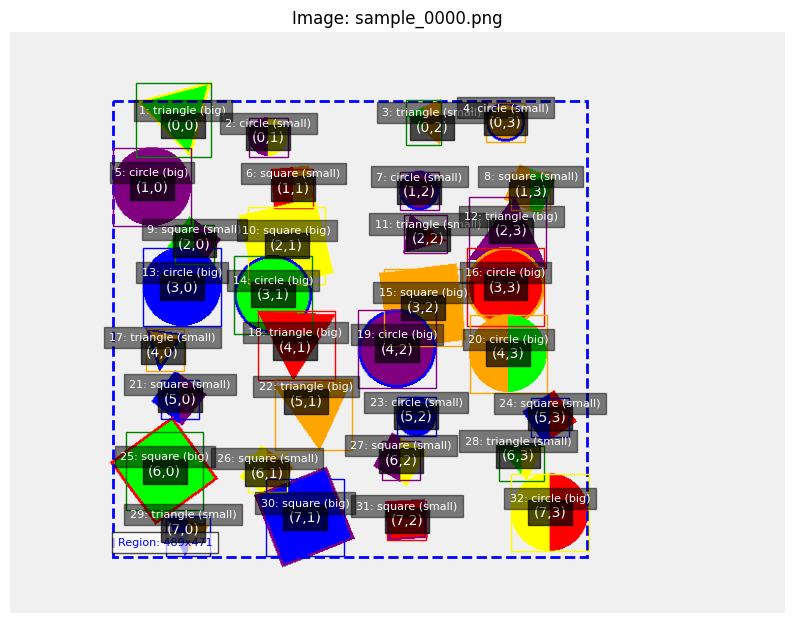 Image: sample_0000.png
1: triangle (big)
(0,0)
2: circle (small)
(0,1)
3: triangle (small)
(0,2)
4: circle (small)
(0,3)
5: circle (big)
(1,0)
6: square (small)
(1,1)
7: circle (small)
(1,2)
8: square (small)
(1,3)
9: square (small)
(2,0)
10: square (big)
(2,1)
11: triangle (small)
(2,2)
12: triangle (big)
(2,3)
13: circle (big)
(3,0)
14: circle (big)
(3,1)
15: square (big)
(3,2)
16: circle (big)
(3,3)
17: triangle (small)
(4,0)
18: triangle (big)
(4,1)
19: circle (big)
(4,2)
20: circle (big)
(4,3)
21: square (small)
(5,0)
22: triangle (big)
(5,1)
23: circle (small)
(5,2)
24: square (small)
(5,3)
25: square (big)
(6,0)
26: square (small)
(6,1)
27: square (small)
(6,2)
28: triangle (small)
(6,3)
29: triangle (small)
(7,0)
30: square (big)
(7,1)
31: square (small)
(7,2)
32: circle (big)
(7,3)
Region: 489x471